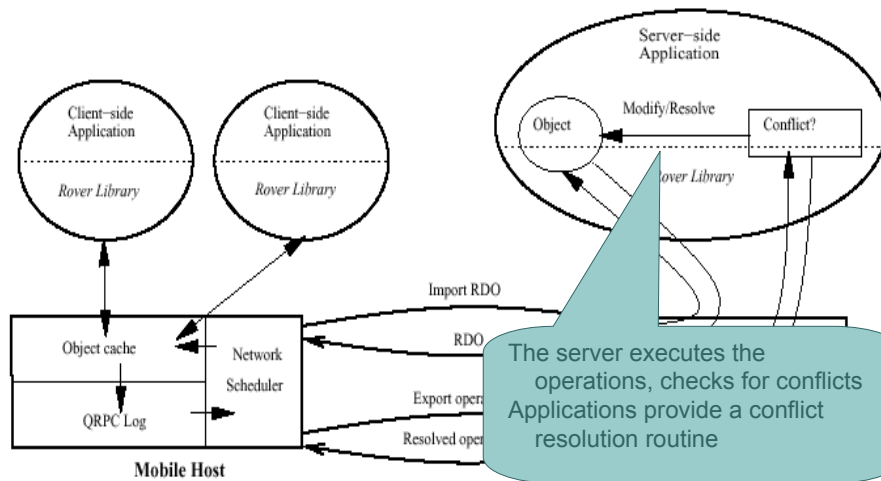 Server-side
Application
Client-side
Application
Client-side
Application
Object
Modify/Resolve
Conflict?
Rover Library
Rover Library
Rover Library
Import RDO
Object cache
Network
Scheduler
RDO
QRPC Log
Export
Resolved
Mobile Host
The server executes the
operations, checks for conflicts
Applications provide a conflict
resolution routine